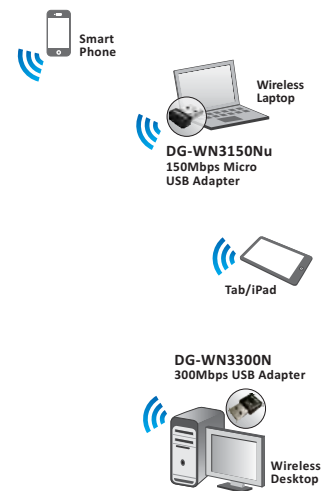 Smart
Phone
Wireless
Laptop
DG-WN3150Nu
150Mbps Micro
USB Adapter
Tab/iPad
DG-WN3300N
300Mbps USB Adapter
Wireless
Desktop